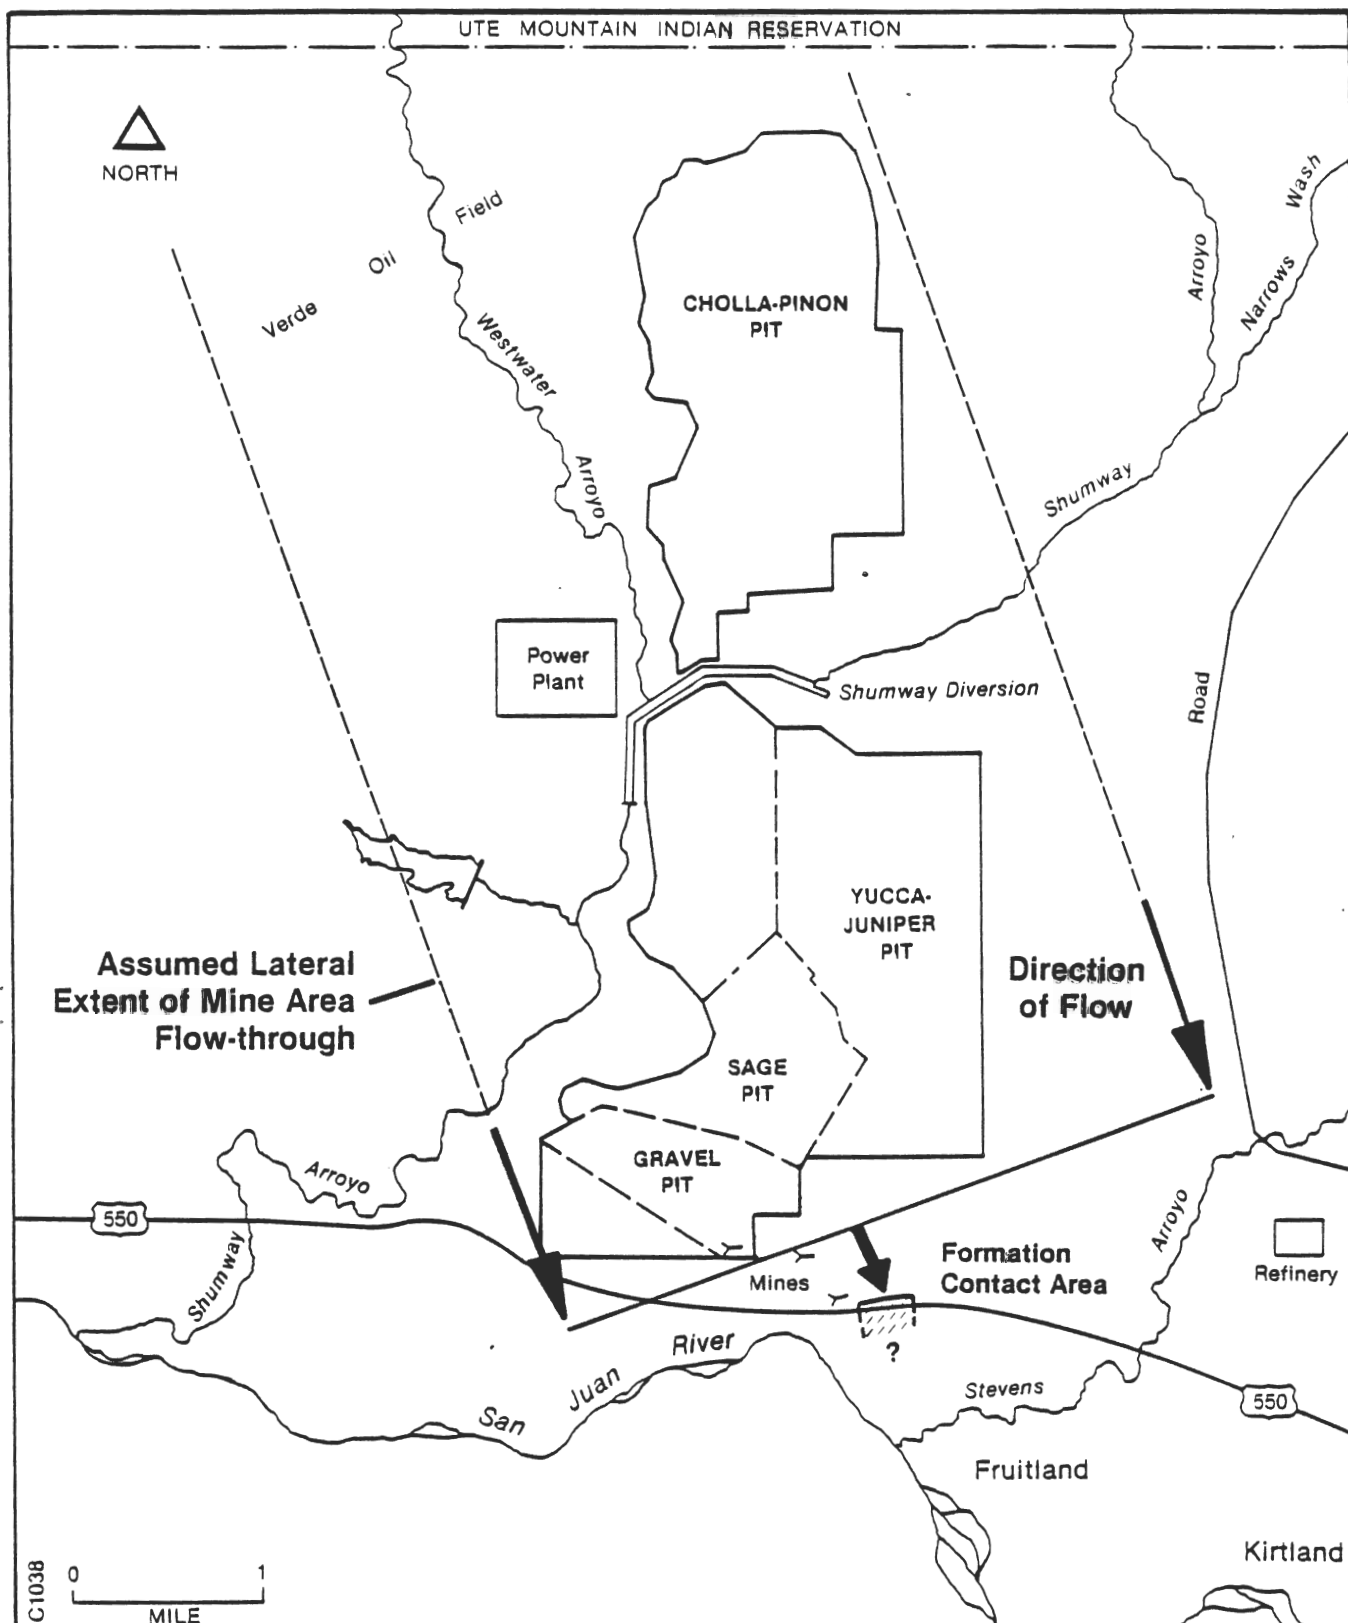 UTE MOUNTAIN INDIAN RESERVATION
NORTH
Verde Oil Field
Westwater
Arroyo
CHOLLA-PINON
PIT
Arroyo
Narrows Wash
Shumway
Power
Plant
Shumway Diversion
Road
YUCCA-
JUNIPER
PIT
Assumed Lateral
Extent of Mine Area
Flow-through
Direction
of Flow
SAGE
PIT
GRAVEL
PIT
Arroyo
Shumway
550
Mines
Formation
Contact Area
?
Arroyo
Stevens
Refinery
550
San Juan River
Fruitland
Kirtland
C1038
0 1
MILE